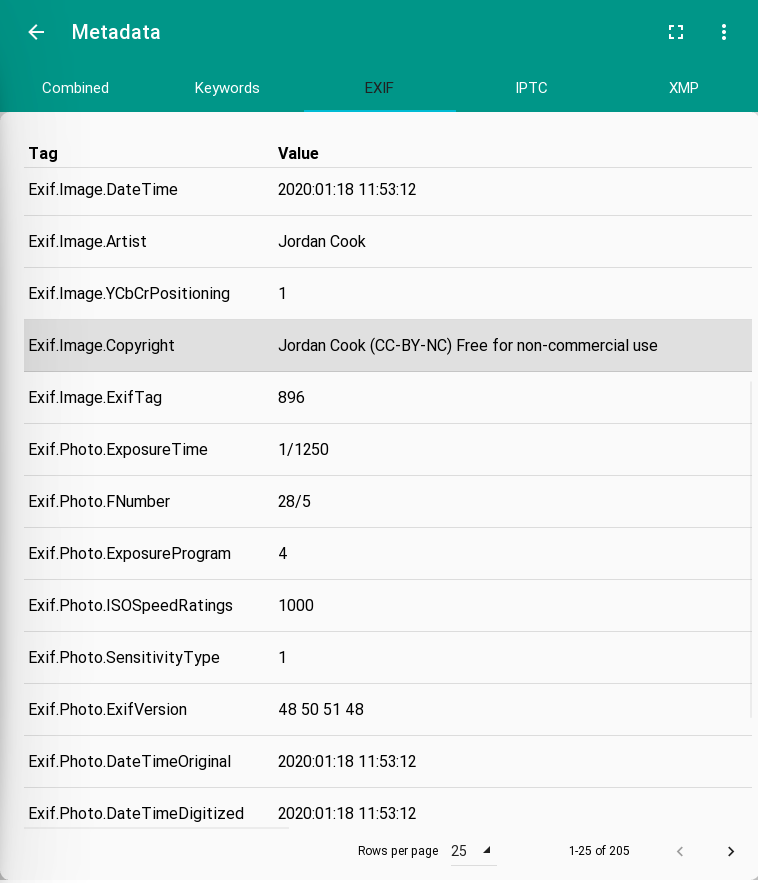 Metadata
Combined Keywords EXIF IPTC XMP
Tag Value
Exif.Image.DateTime 2020:01:18 11:53:12
Exif.Image.Artist Jordan Cook
Exif.Image.YCbCrPositioning 1
Exif.Image.Copyright Jordan Cook (CC-BY-NC) Free for non-commercial use
Exif.Image.ExifTag 896
Exif.Photo.ExposureTime 1/1250
Exif.Photo.FNumber 28/5
Exif.Photo.ExposureProgram 4
Exif.Photo.ISOSpeedRatings 1000
Exif.Photo.SensitivityType 1
Exif.Photo.ExifVersion 48 50 51 48
Exif.Photo.DateTimeOriginal 2020:01:18 11:53:12
Exif.Photo.DateTimeDigitized 2020:01:18 11:53:12
Rows per page 25 1-25 of 205